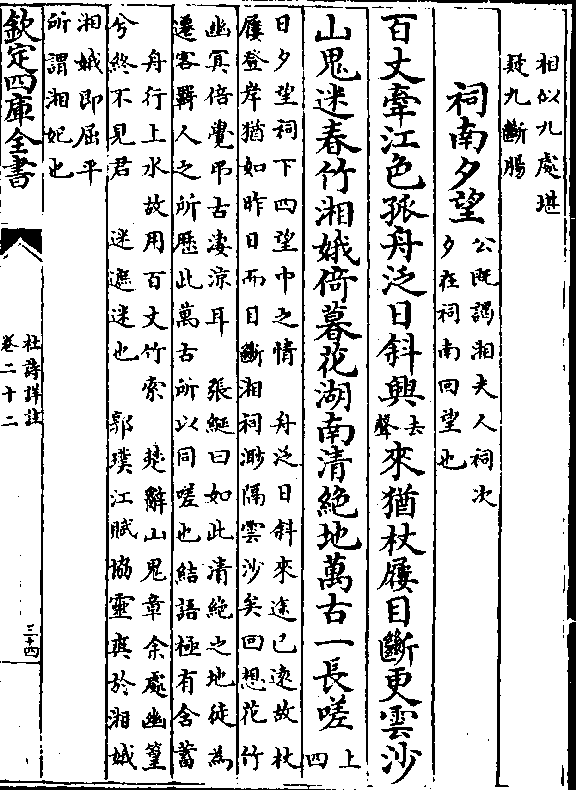 相似九處堪
疑九斷腸
祠南夕望
公既謁湘夫人祠次
夕在祠南回望也
百丈牽江色孤舟泛日斜興去聲來猶杖屨目斷更雲沙
山鬼迷春竹湘娥倚暮花湖南清絶地萬古一長嗟上四
日夕望祠下四望中之情 舟泛日斜來途已遠故杖
屨登岸猶如昨日而目斷湘祠渺隔雲沙矣回想花竹
幽冥倍覺弔古凄涼耳 張綖曰如此清絶之地徒為
遷客羈人之所歷此萬古所以同嗟也結語極有含蓄
舟行上水故用百丈竹索 楚辭山鬼章余處幽篁
兮終不見君 迷遮迷也 郭璞江賦協靈爽於湘娥
湘娥即屈平
所謂湘妃也
欽定四庫全書
杜詩詳註
卷二十二
三十四